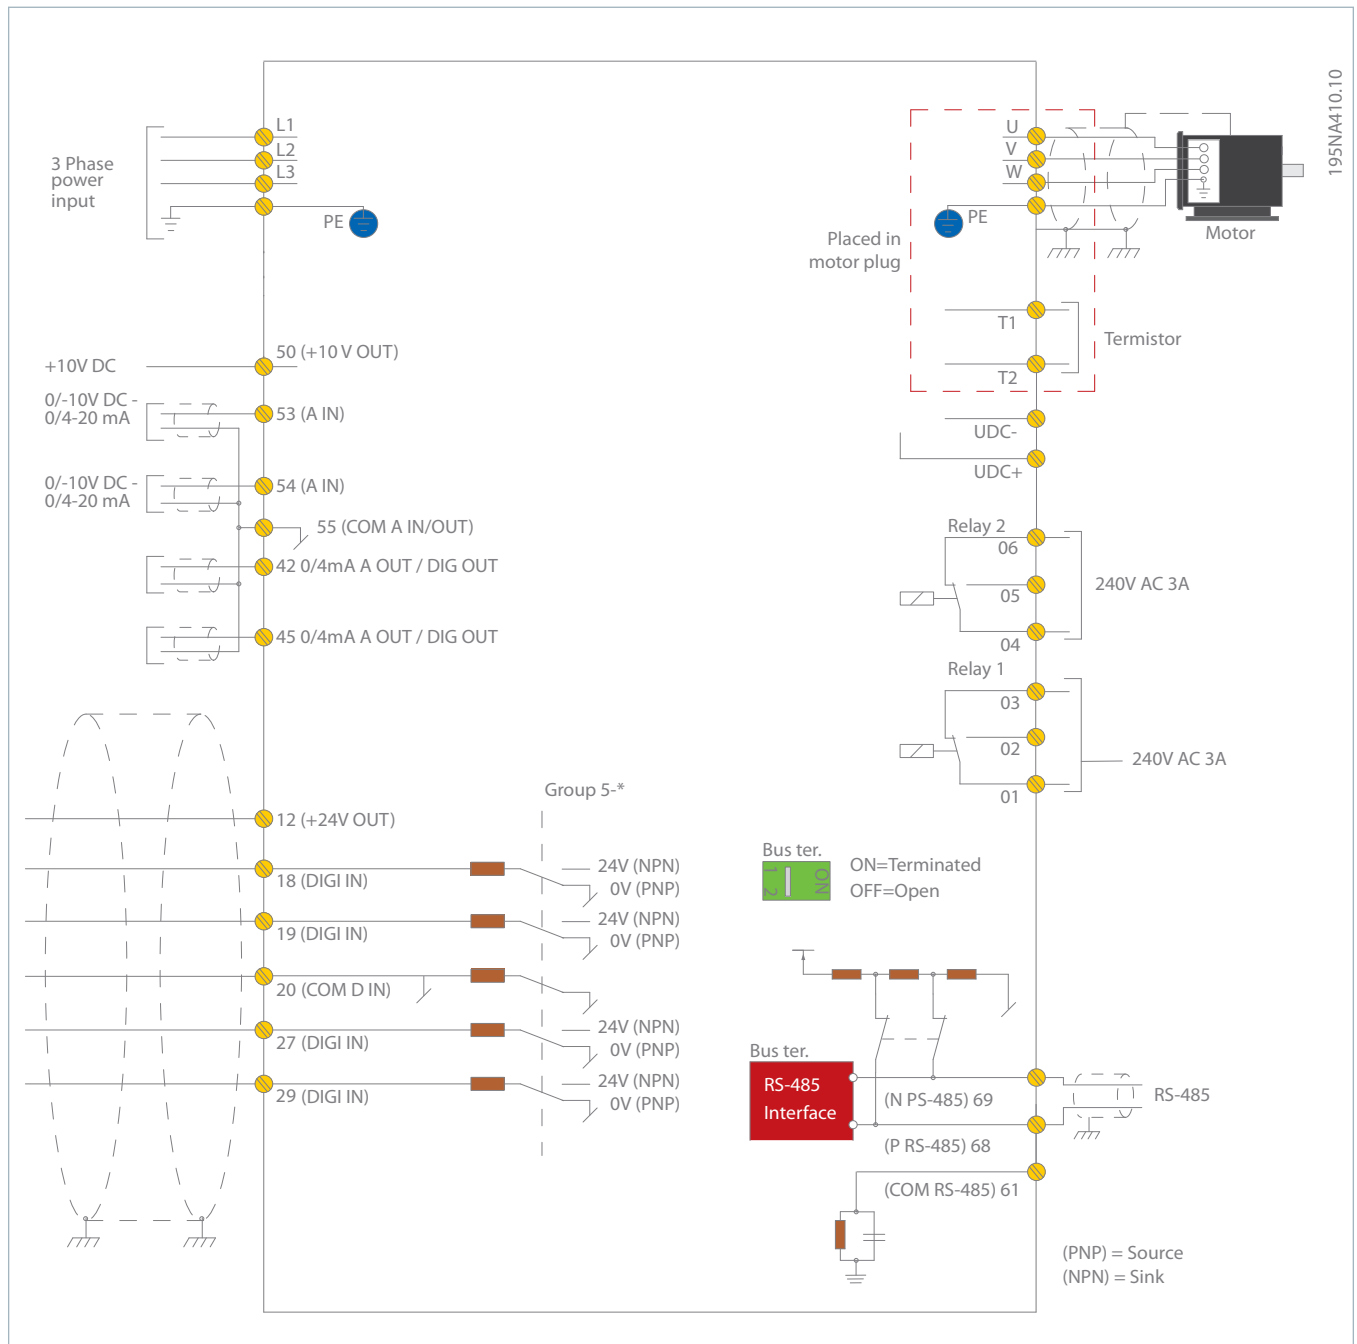 195NA410.10
3 Phase
power
input
L1
L2
L3
PE
U
V
W
PE
Motor
Placed in
motor plug
T1
Termistor
T2
+10V DC
50 (+10 V OUT)
0/-10V DC -
0/4-20 mA
53 (A IN)
0/-10V DC -
0/4-20 mA
54 (A IN)
55 (COM A IN/OUT)
42 0/4mA A OUT / DIG OUT
45 0/4mA A OUT / DIG OUT
UDC-
UDC+
Relay 2
06
05
04
240V AC 3A
Relay 1
03
02
01
240V AC 3A
Group 5-*
12 (+24V OUT)
18 (DIGI IN)
24V (NPN)
0V (PNP)
19 (DIGI IN)
24V (NPN)
0V (PNP)
20 (COM D IN)
27 (DIGI IN)
24V (NPN)
0V (PNP)
29 (DIGI IN)
24V (NPN)
0V (PNP)
Bus ter.
1 2
ON
ON=Terminated
OFF=Open
Bus ter.
RS-485
Interface
(N PS-485) 69
RS-485
(P RS-485) 68
(COM RS-485) 61
(PNP) = Source
(NPN) = Sink